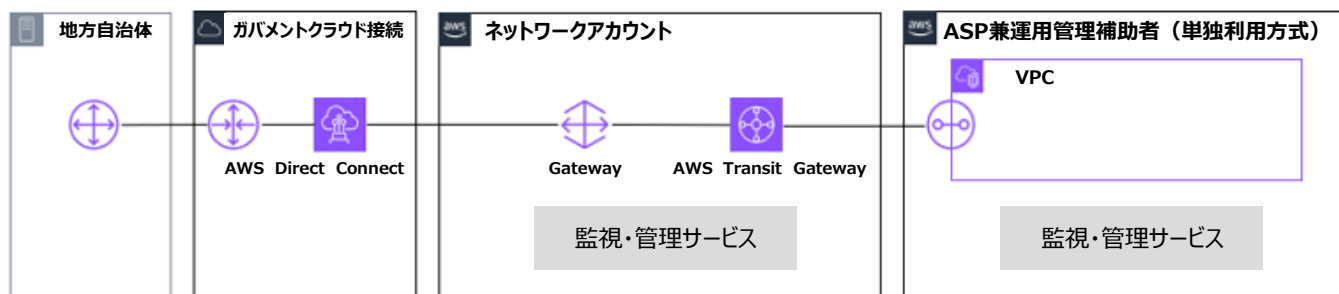 地方自治体
ガバメントクラウド接続
aws
ネットワークアカウント
aws
ASP兼運用管理補助者（単独利用方式）
VPC
AWS Direct Connect
Gateway
AWS Transit Gateway
監視・管理サービス
監視・管理サービス